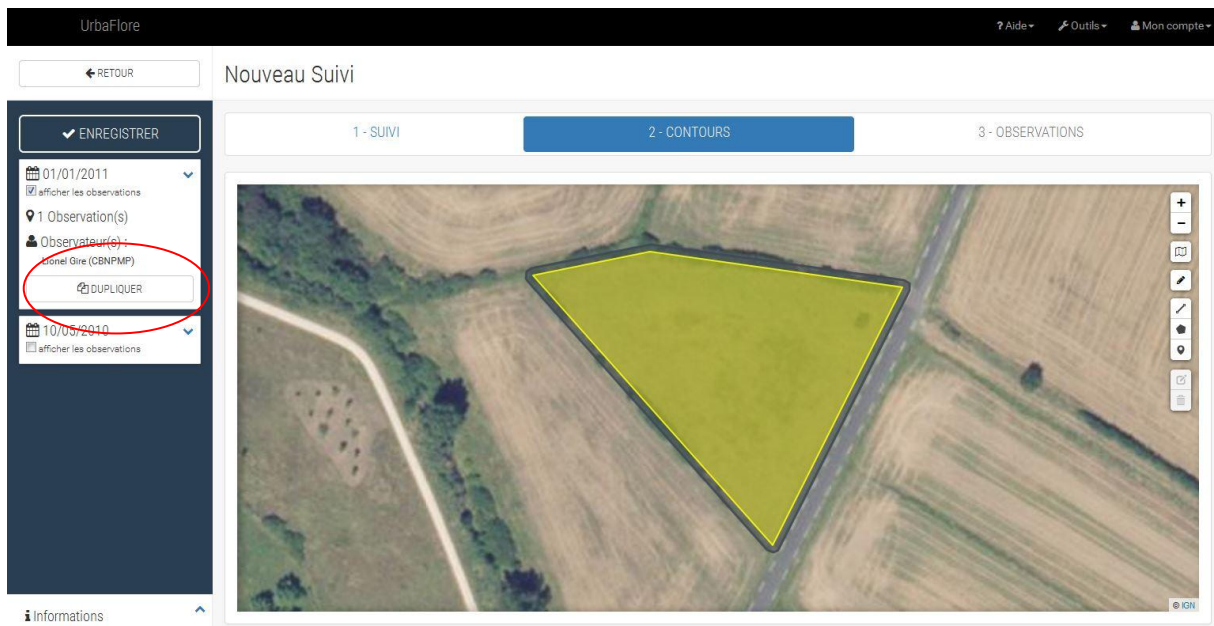 UrbaFlore
? Aide
Outils
Mon compte
RETOUR
Nouveau Suivi
ENREGISTRER
1 - SUIVI
2 - CONTOURS
3 - OBSERVATIONS
01/01/2011
afficher les observations
1 Observation(s)
Observateur(s) :
Lionel Gire (CBNPMP)
DUPLIQUER
10/05/2010
afficher les observations
i Informations
+
−
© IGN